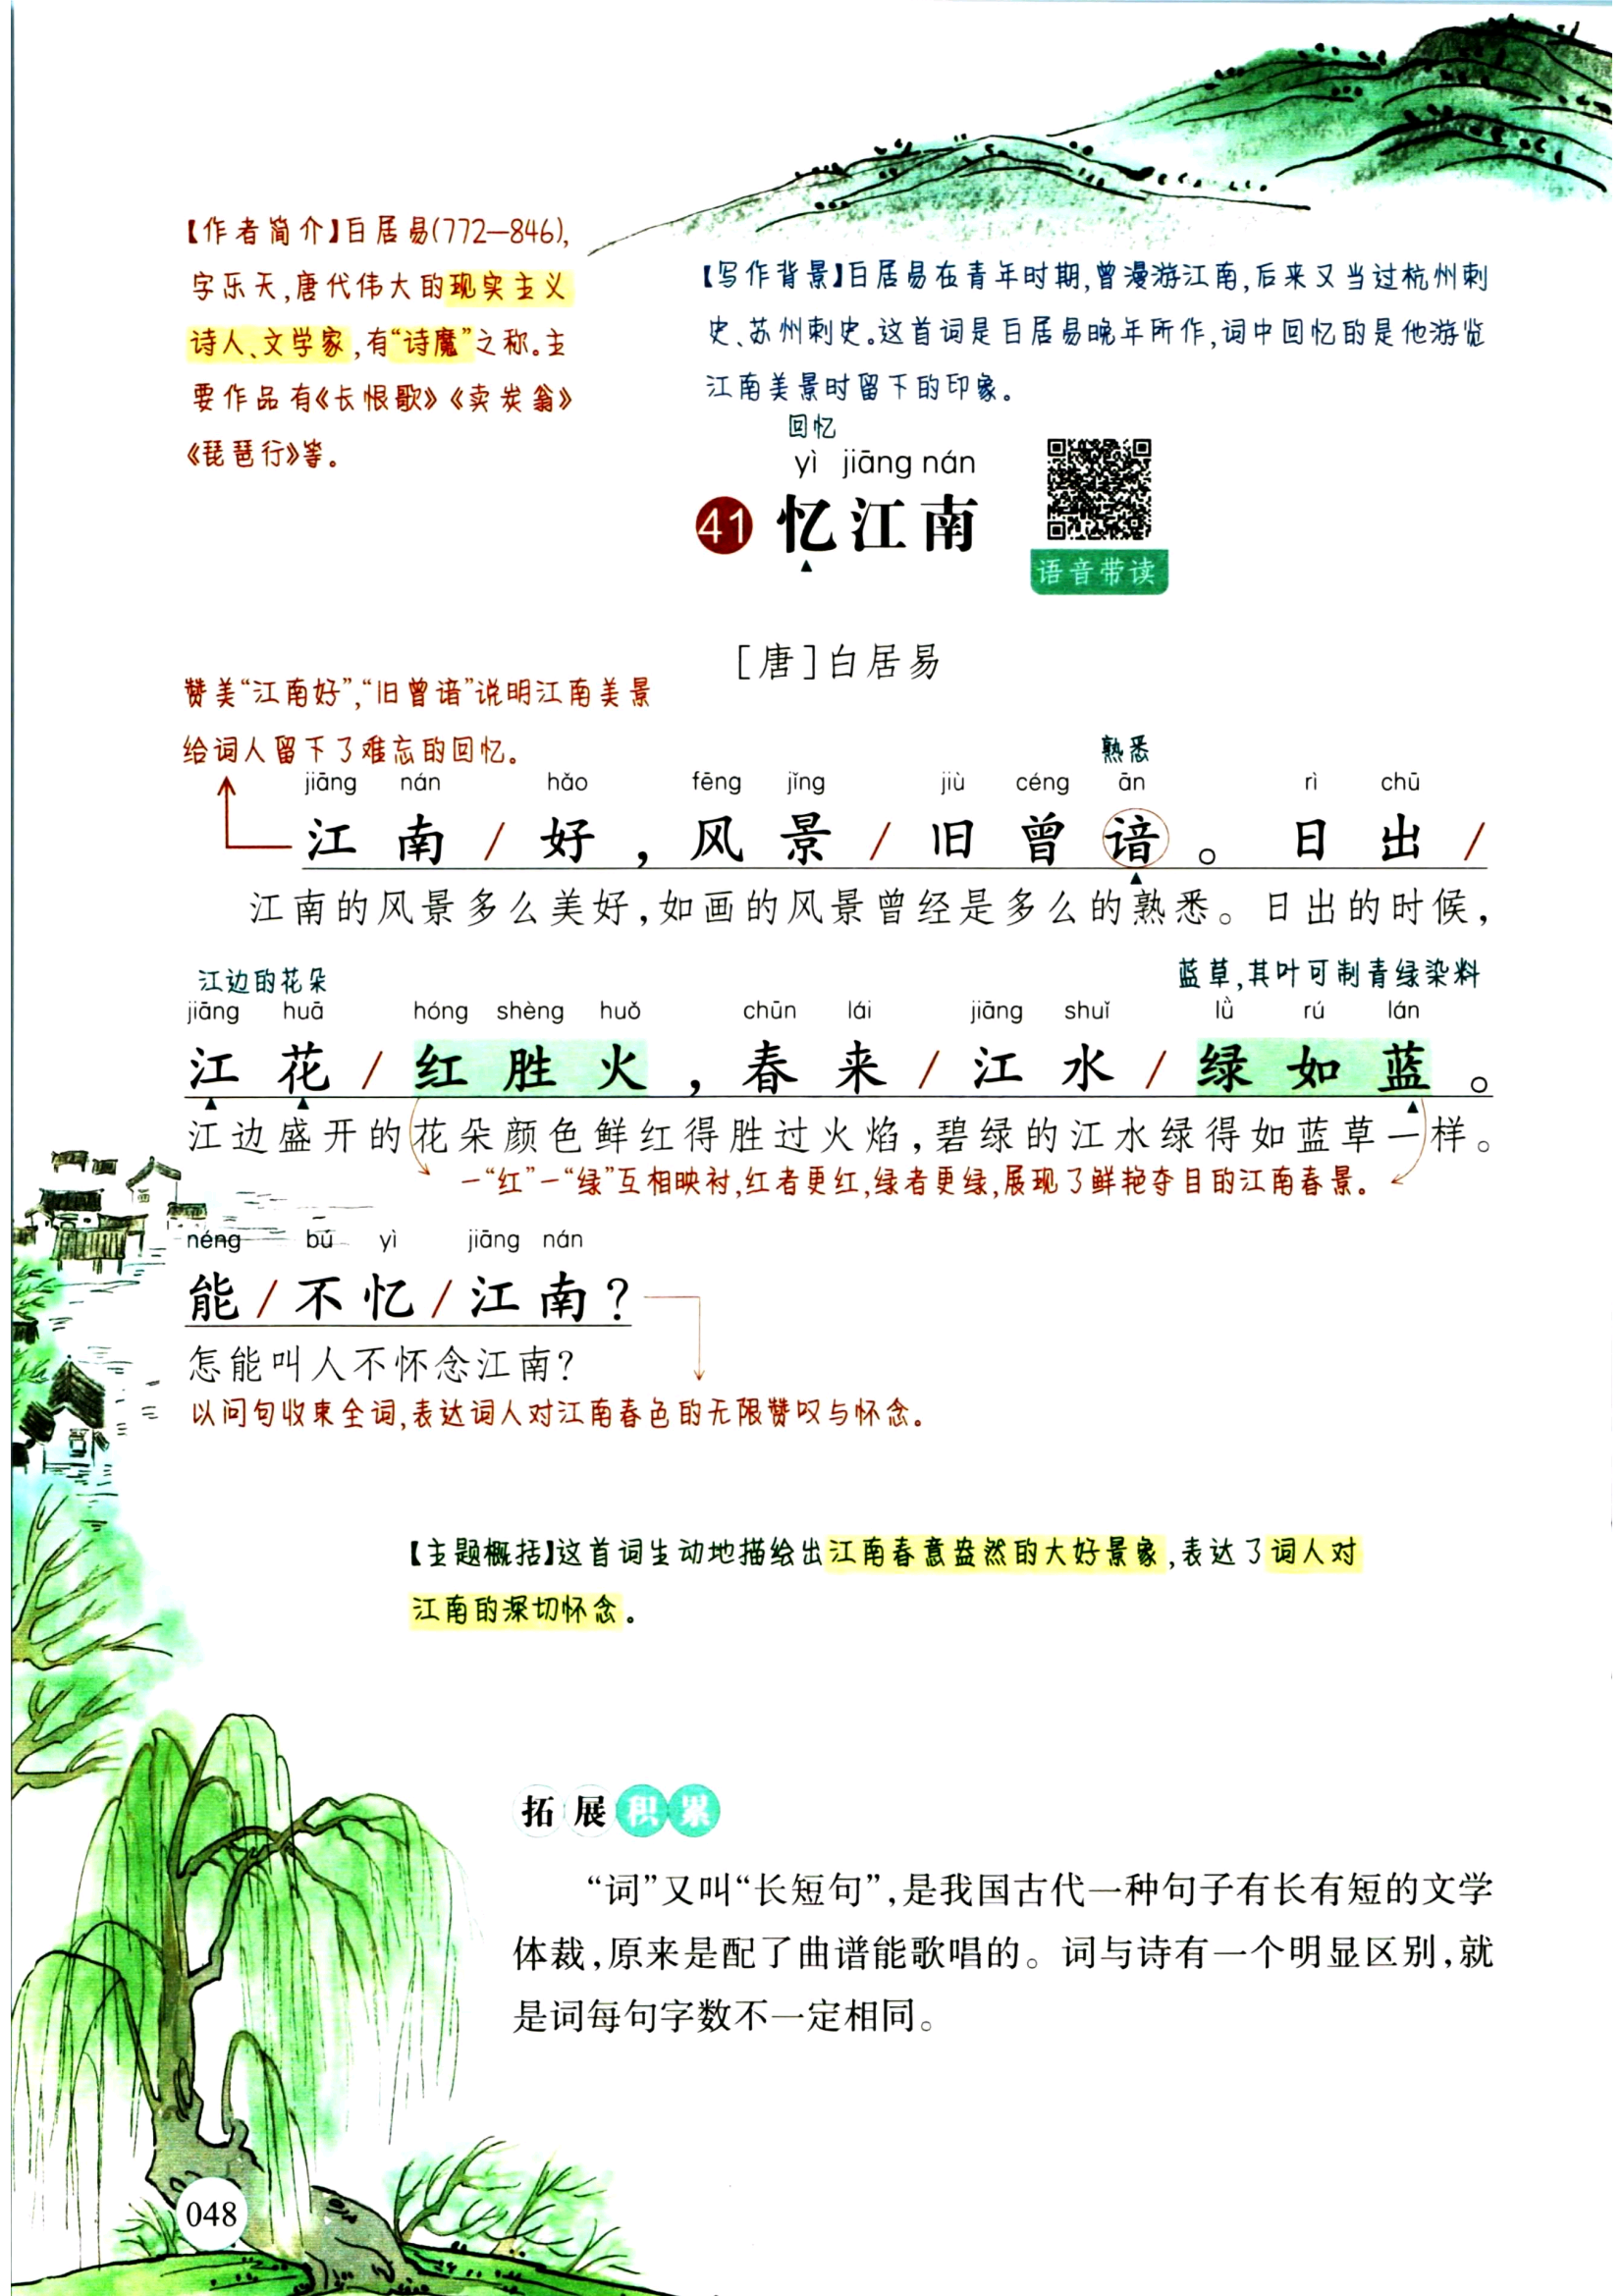 【作者简介】白居易(772—846),
字乐天,唐代伟大的现实主义
诗人、文学家,有“诗魔”之称。主
要作品有《长恨歌》《卖炭翁》
《琵琶行》等。
【写作背景】白居易在青年时期,曾漫游江南,后来又当过杭州刺
史、苏州刺史。这首词是白居易晚年所作,词中回忆的是他游览
江南美景时留下的印象。
回忆
yì jiāng nán
41 忆江南
语音带读
[唐]白居易
赞美“江南好”,“旧曾谙”说明江南美景
给词人留下了难忘的回忆。
熟悉
jiāng nán hǎo fēng jǐng jiù céng ān rì chū
江南/好,风景/旧曾谙。日出/
江南的风景多么美好,如画的风景曾经是多么的熟悉。日出的时候,
江边的花朵
蓝草,其叶可制青绿染料
jiāng huā hóng shèng huǒ chūn lái jiāng shuǐ lǜ rú lán
江花/红胜火,春来/江水/绿如蓝。
江边盛开的花朵颜色鲜红得胜过火焰,碧绿的江水绿得如蓝草一样。
一“红”一“绿”互相映衬,红者更红,绿者更绿,展现了鲜艳夺目的江南春景。
néng bū yì jiāng nán
能/不忆/江南?
怎能叫人不怀念江南?
以问句收束全词,表达词人对江南春色的无限赞叹与怀念。
【主题概括】这首词生动地描绘出江南春意盎然的大好景象,表达了词人对
江南的深切怀念。
拓展积累
“词”又叫“长短句”,是我国古代一种句子有长有短的文学
体裁,原来是配了曲谱能歌唱的。词与诗有一个明显区别,就
是词每句字数不一定相同。
048